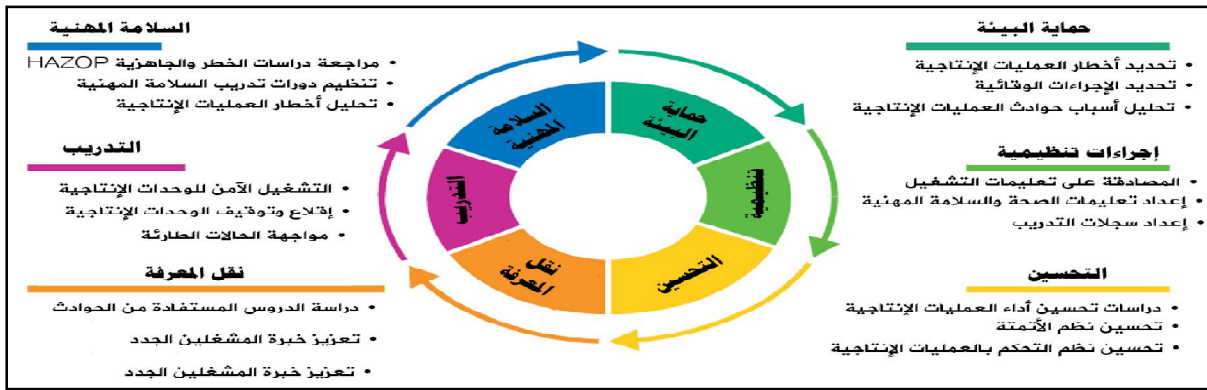 حماية البيئة
• تحديد أخطار العمليات الإنتاجية
• تحديد الإجراءات الوقائية
• تحليل أسباب حوادث العمليات الإنتاجية
إجراءات تنظيمية
• المصادقة على تعليمات التشغيل
• إعداد تعليمات الصحة والسلامة المهنية
• إعداد سجلات التدريب
التحسين
• دراسات تحسين أداء العمليات الإنتاجية
• تحسين نظم الأتمتة
• تحسين نظم التحكم بالعمليات الإنتاجية
حماية
البيئة
تنظيمية
التحسين
نقل
المعرفة
التدريب
السلامة
المهنية
السلامة المهنية
• مراجعة دراسات الخطر والجاهزية HAZOP
• تنظيم دورات تدريب السلامة المهنية
• تحليل أخطار العمليات الإنتاجية
التدريب
• التشغيل الآمن للوحدات الإنتاجية
• إقلاع وتوقيف الوحدات الإنتاجية
• مواجهة الحالات الطارئة
نقل المعرفة
• دراسة الدروس المستفادة من الحوادث
• تعزيز خبرة المشغلين الجدد
• تعزيز خبرة المشغلين الجدد